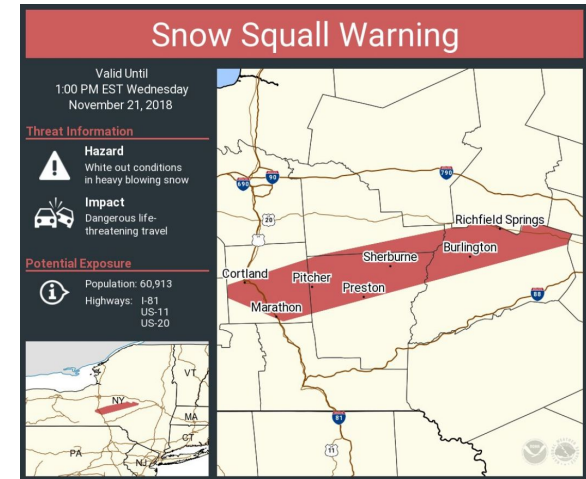 Snow Squall Warning
Valid Until
1:00 PM EST Wednesday
November 21, 2018
Threat Information
Hazard
White out conditions
in heavy blowing snow
Impact
Dangerous life-
threatening travel
Potential Exposure
Population: 60,913
Highways: I-81
US-11
US-20
690
90
790
20
Richfield Springs
Burlington
Sherburne
Cortland
Pitcher
Preston
Marathon
88
81
11
VT
NY
MA
CT
PA
NJ